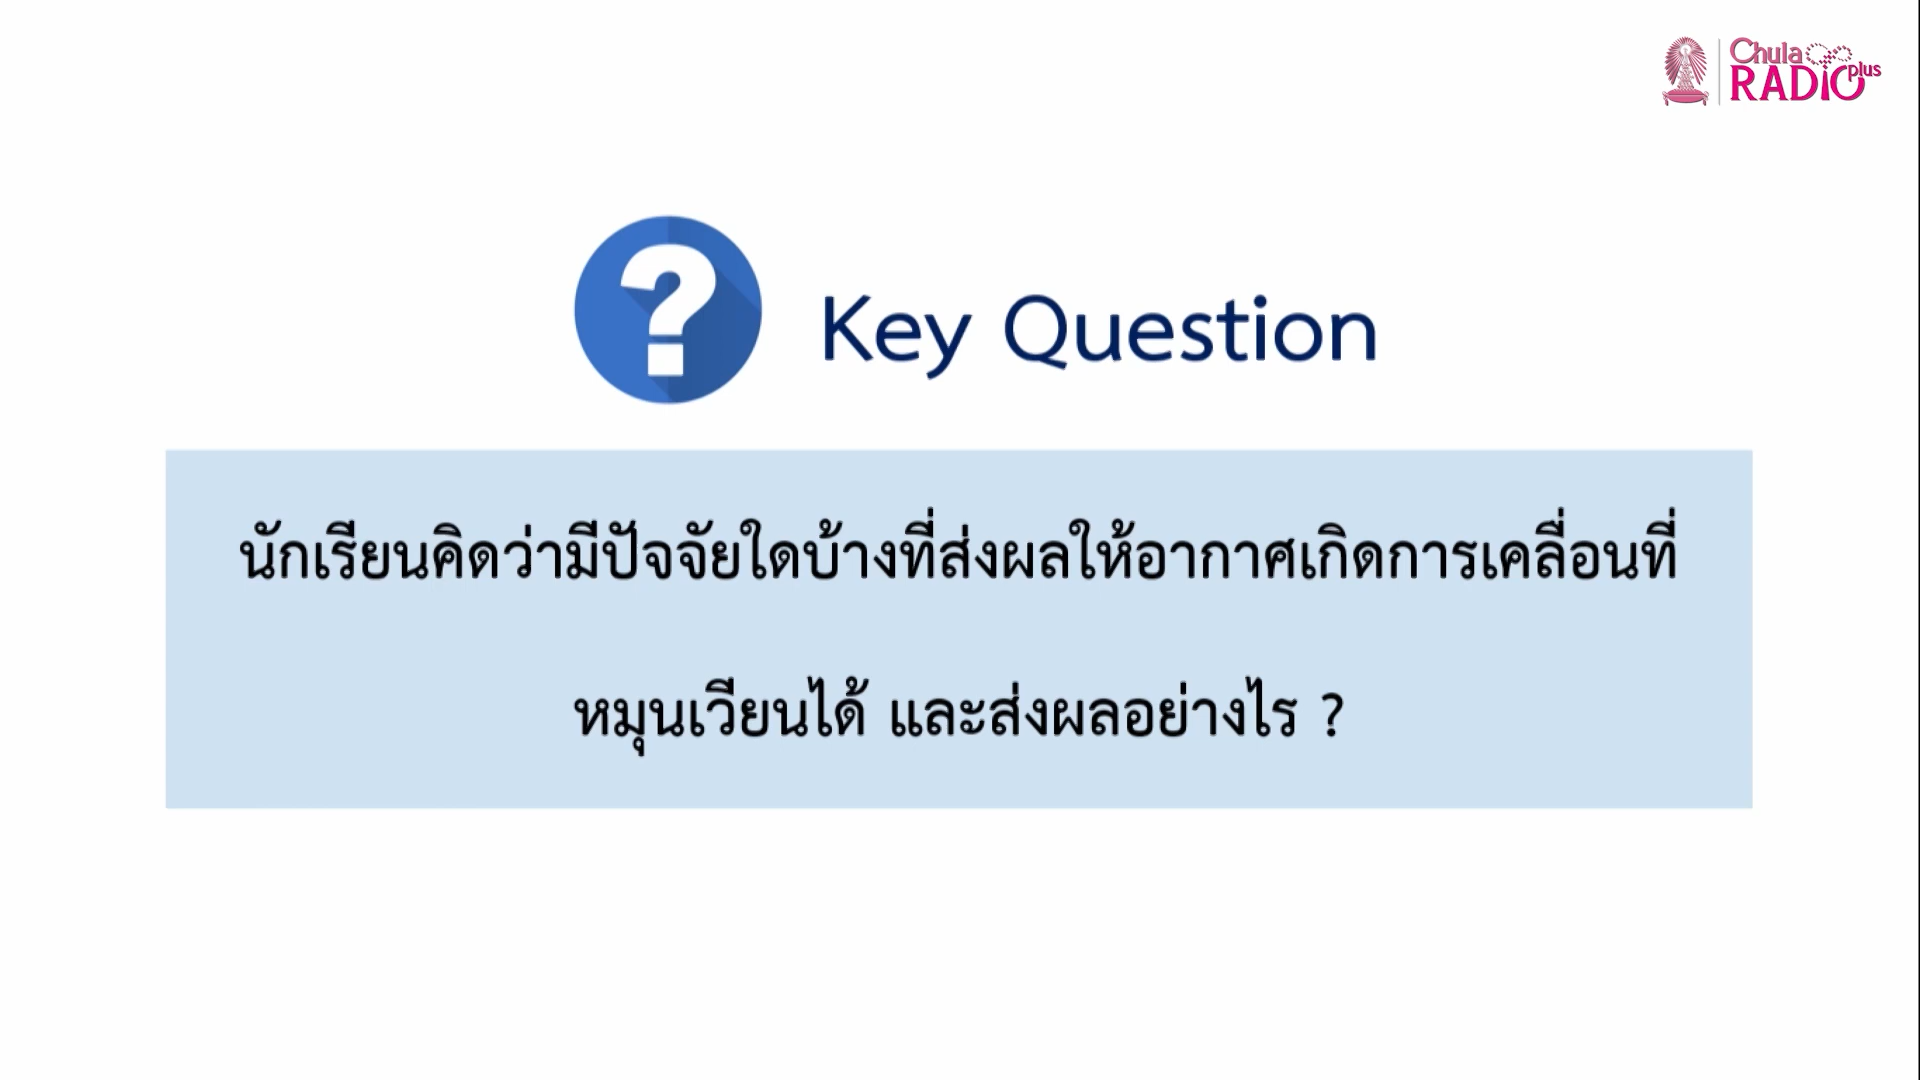 Chula
RADIO plus
? Key Question
นักเรียนคิดว่ามีปัจจัยใดบ้างที่ส่งผลให้อากาศเกิดการเคลื่อนที่
หมุนเวียนได้ และส่งผลอย่างไร ?